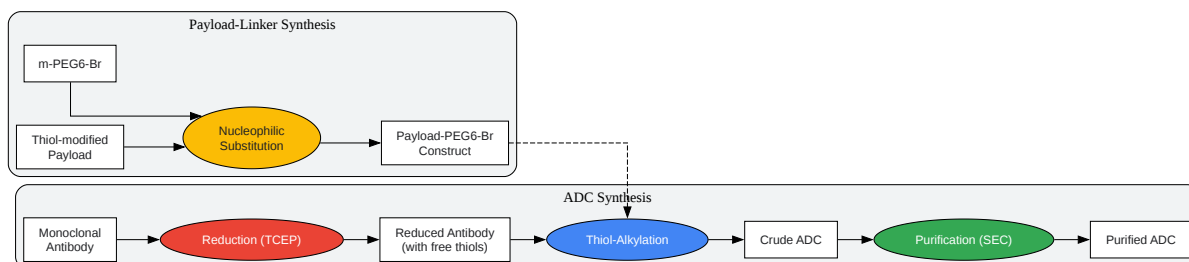 Payload-Linker Synthesis
m-PEG6-Br
Thiol-modified
Payload
Nucleophilic
Substitution
Payload-PEG6-Br
Construct
ADC Synthesis
Monoclonal
Antibody
Reduction (TCEP)
Reduced Antibody
(with free thiols)
Thiol-Alkylation
Crude ADC
Purification (SEC)
Purified ADC